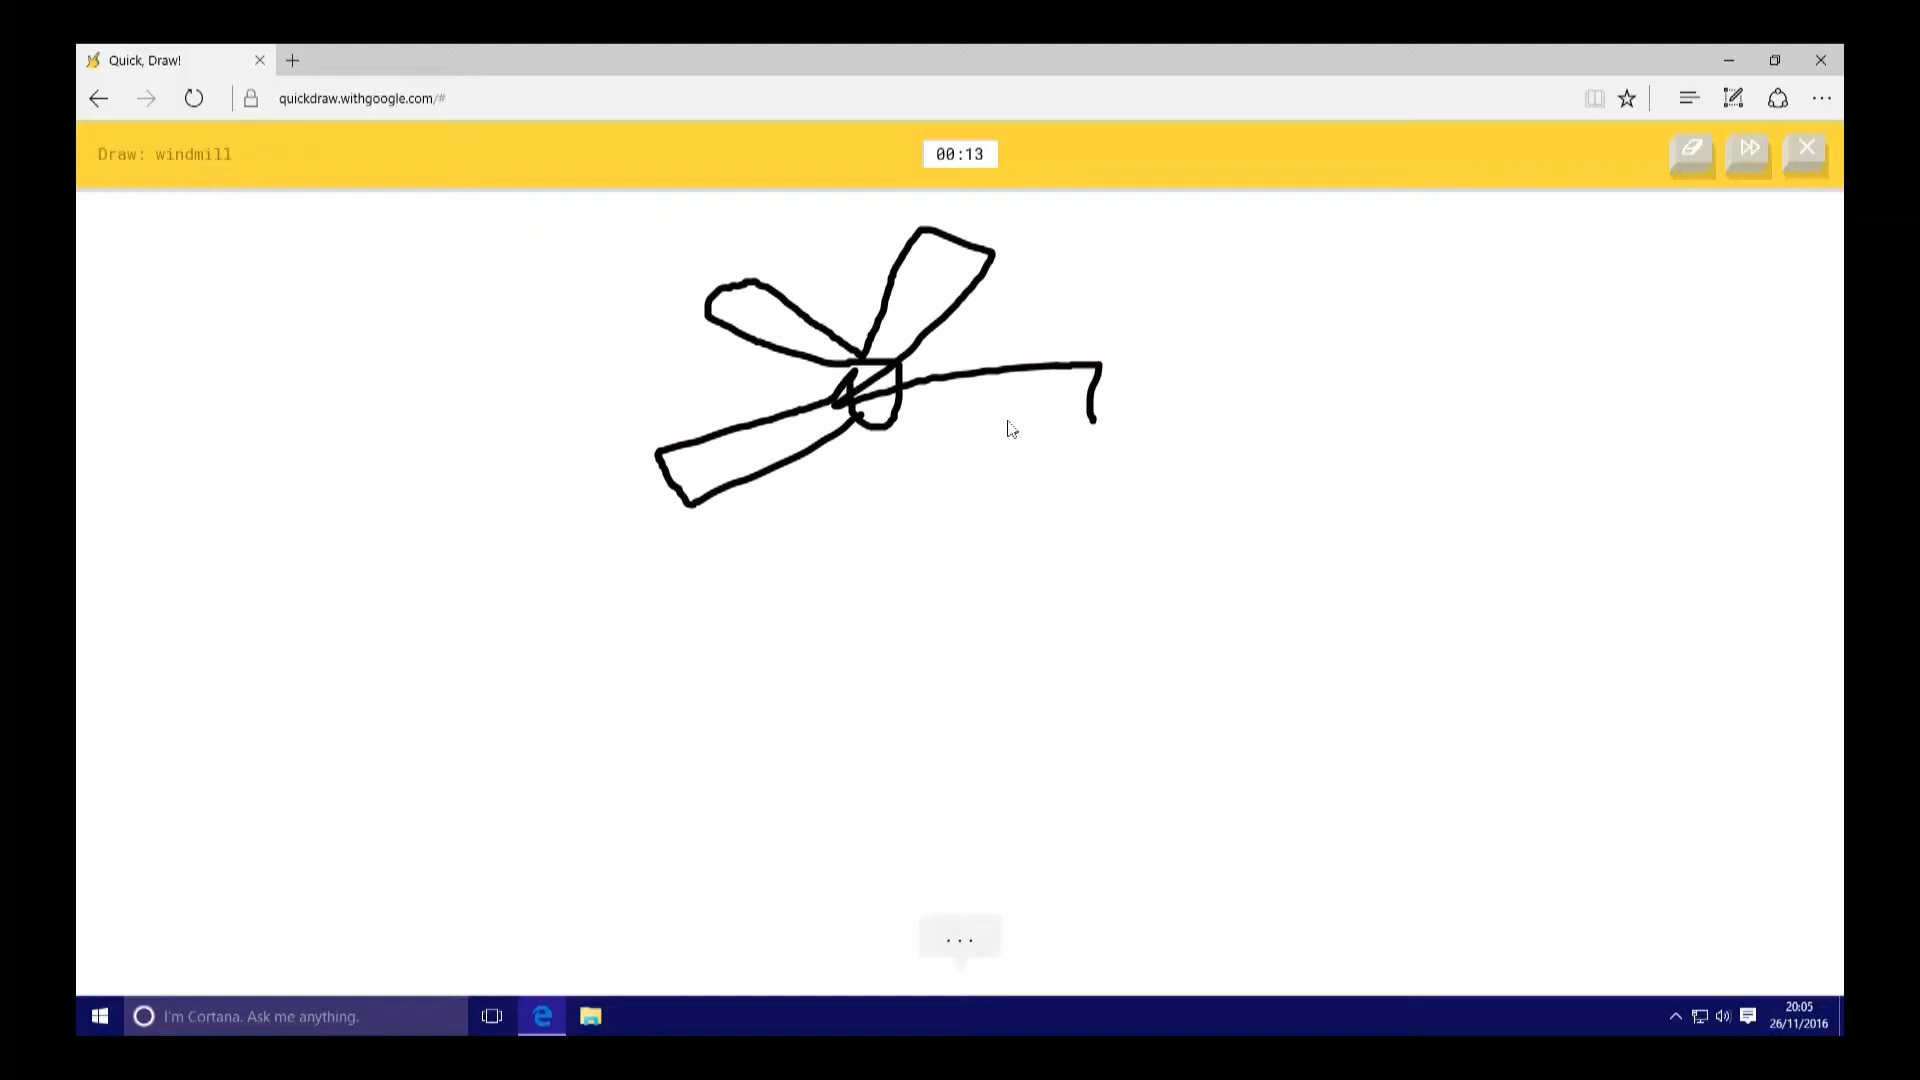 Quick, Draw!
quickdraw.withgoogle.com/#
Draw: windmill
00:13
...
I'm Cortana. Ask me anything.
20:05
26/11/2016